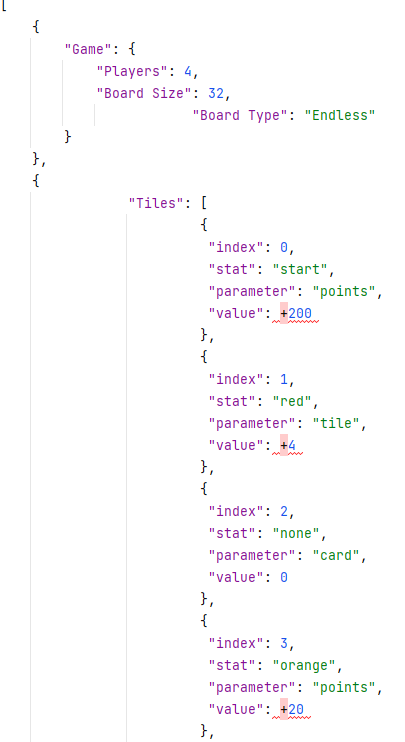 [
{
"Game": {
"Players": 4,
"Board Size": 32,
"Board Type": "Endless"
}
},
{
"Tiles": [
{
"index": 0,
"stat": "start",
"parameter": "points",
"value": +200
},
{
"index": 1,
"stat": "red",
"parameter": "tile",
"value": +4
},
{
"index": 2,
"stat": "none",
"parameter": "card",
"value": 0
},
{
"index": 3,
"stat": "orange",
"parameter": "points",
"value": +20
},